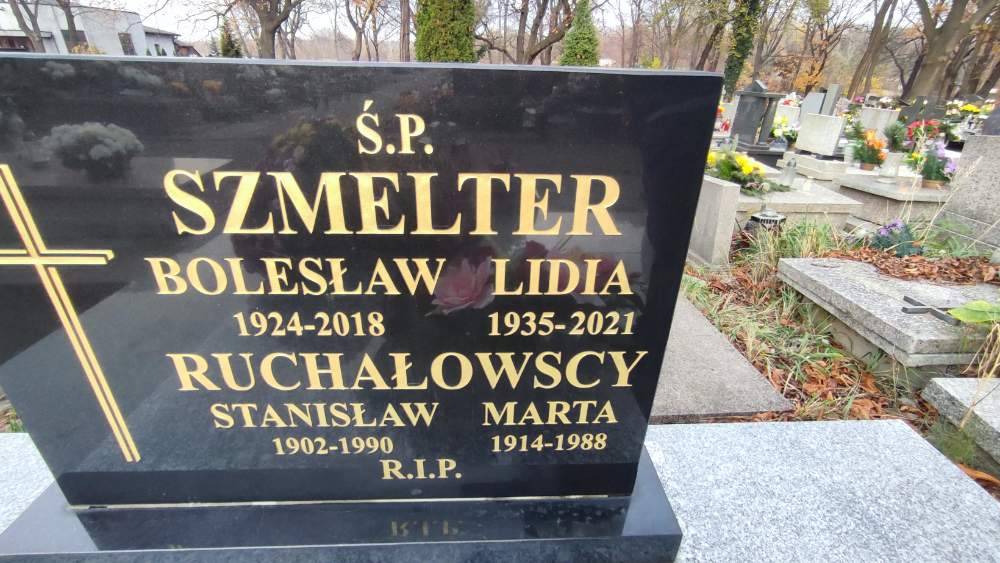 Ś.P.
SZMELTER
BOLESŁAW LIDIA
1924-2018 1935-2021
RUCHAŁOWSCY
STANISŁAW MARTA
1902-1990 1914-1988
R.I.P.